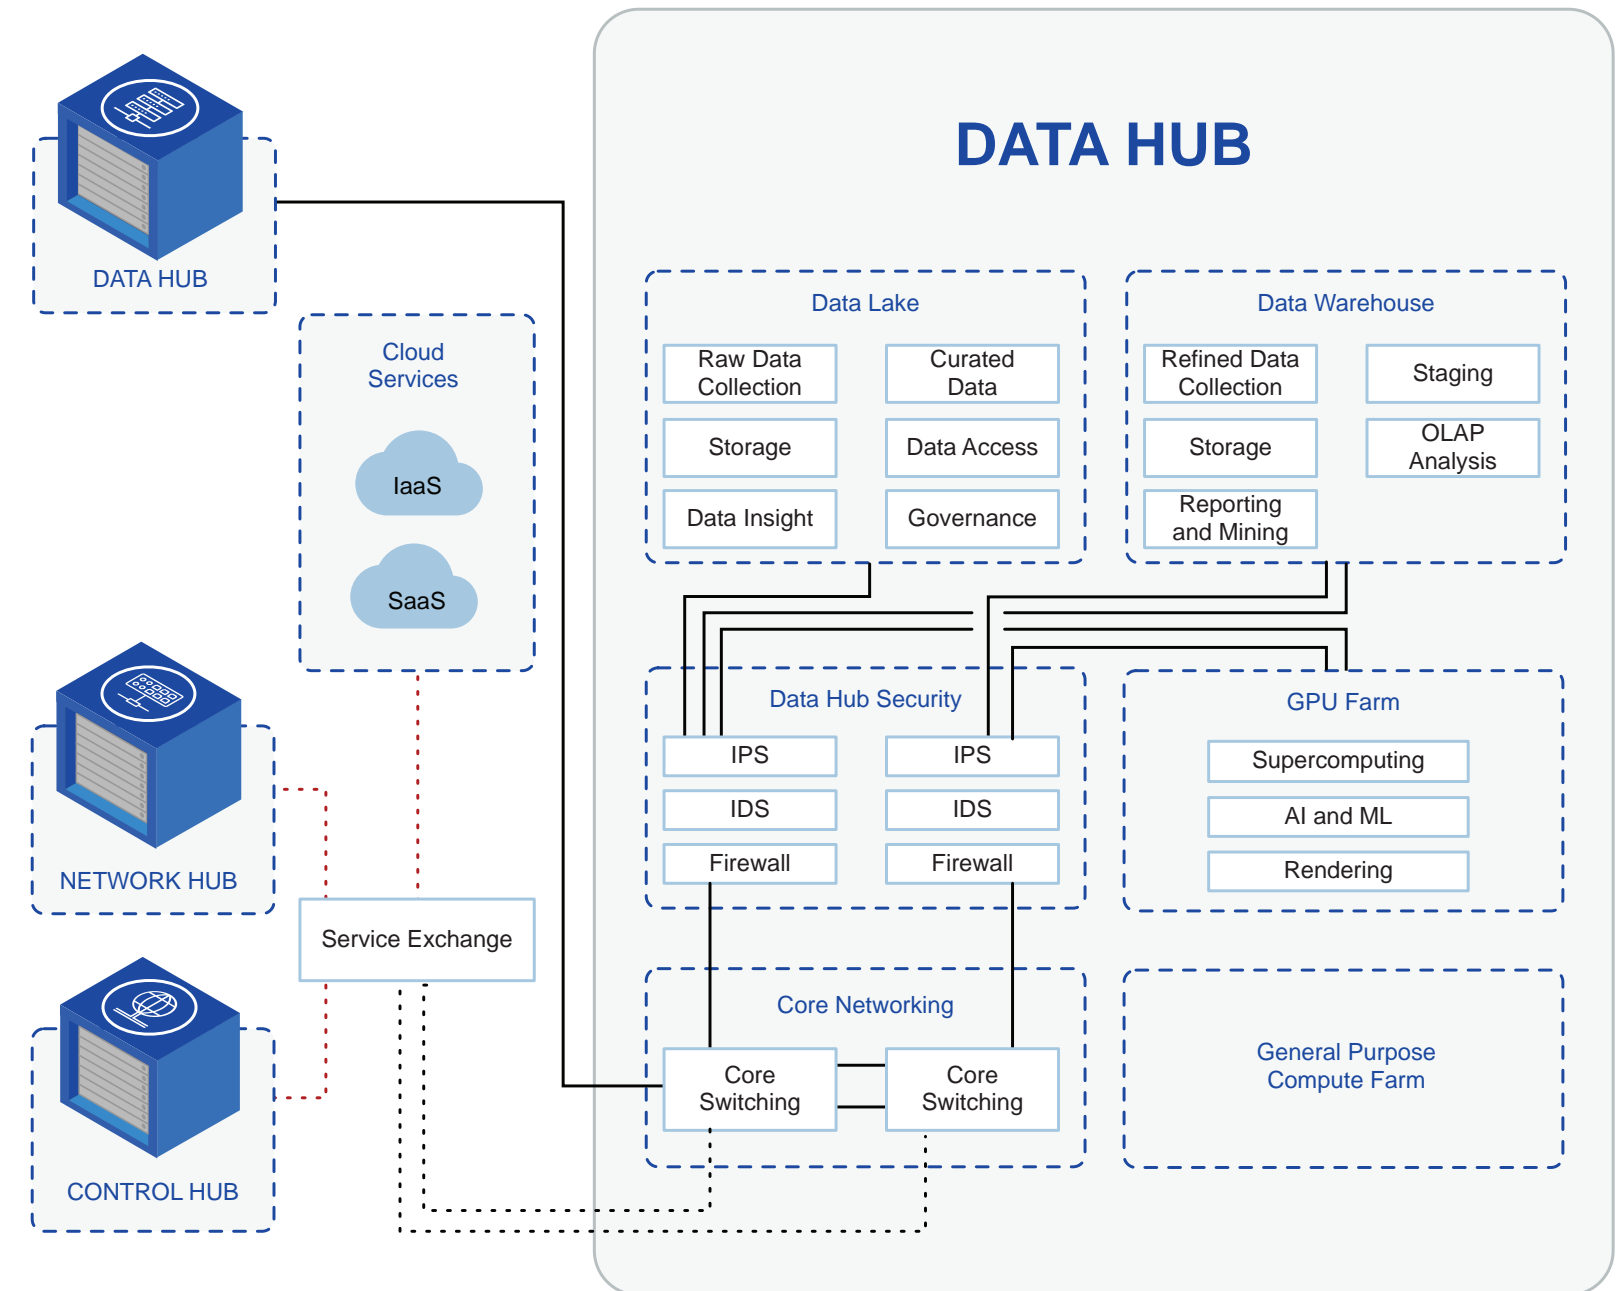 DATA HUB
DATA HUB
Cloud
Services
IaaS
SaaS
NETWORK HUB
Service Exchange
CONTROL HUB
Data Lake
Raw Data
Collection
Curated
Data
Storage
Data Access
Data Insight
Governance
Data Warehouse
Refined Data
Collection
Staging
Storage
OLAP
Analysis
Reporting
and Mining
Data Hub Security
IPS
IPS
IDS
IDS
Firewall
Firewall
GPU Farm
Supercomputing
AI and ML
Rendering
Core Networking
Core
Switching
Core
Switching
General Purpose
Compute Farm